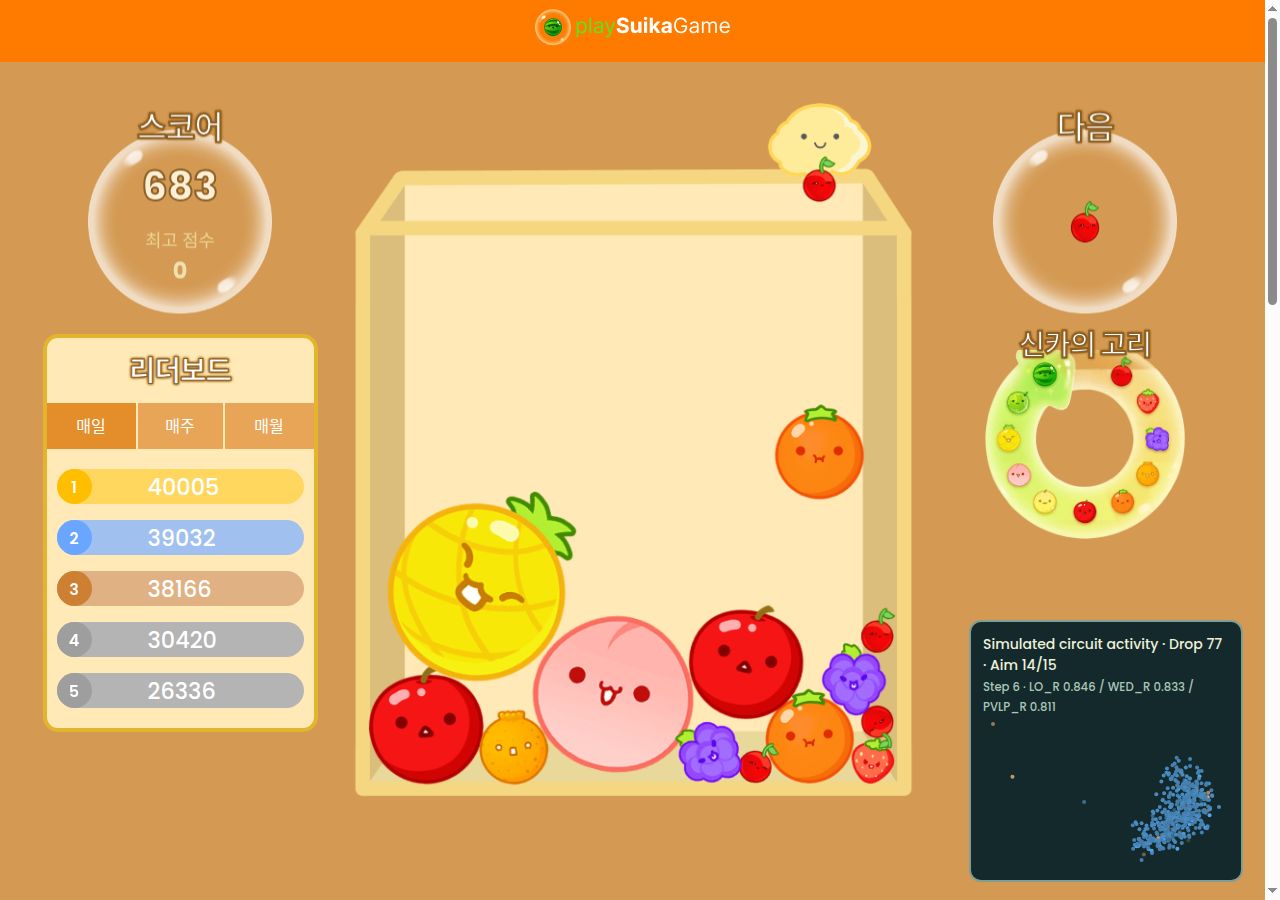 playSuikaGame
스코어
683
최고 점수
0
리더보드
매일
매주
매월
1 40005
2 39032
3 38166
4 30420
5 26336
다음
신카의 고리
Simulated circuit activity · Drop 77
· Aim 14/15
Step 6 · LO_R 0.846 / WED_R 0.833 /
PVLP_R 0.811